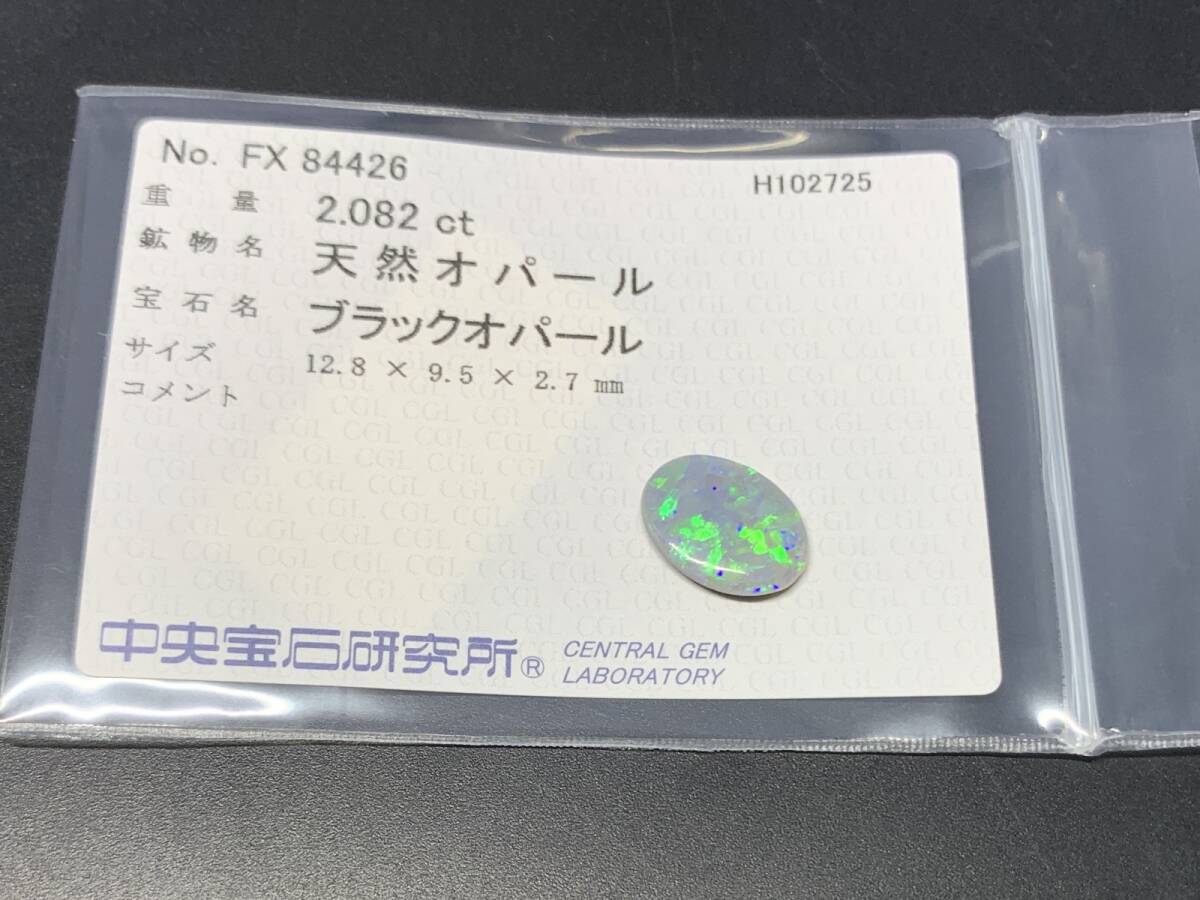 No. FX 84426
H102725
重量 2.082 ct
鉱物名 天然オパール
宝石名 ブラックオパール
サイズ 12.8 × 9.5 × 2.7 mm
コメント
中央宝石研究所® CENTRAL GEM LABORATORY